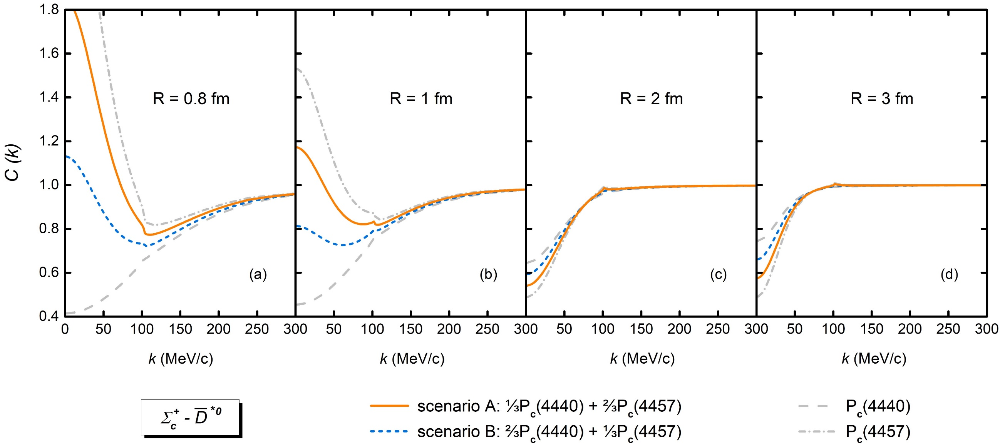 C (k)
1.8
1.6
1.4
1.2
1.0
0.8
0.6
0.4
R = 0.8 fm
R = 1 fm
R = 2 fm
R = 3 fm
(a)
(b)
(c)
(d)
0 50 100 150 200 250 300 50 100 150 200 250 300 50 100 150 200 250 300 50 100 150 200 250 300
k (MeV/c)
k (MeV/c)
k (MeV/c)
k (MeV/c)
Σc+ - D̅*0
scenario A: ⅓Pc(4440) + ⅔Pc(4457)
scenario B: ⅔Pc(4440) + ⅓Pc(4457)
Pc(4440)
Pc(4457)